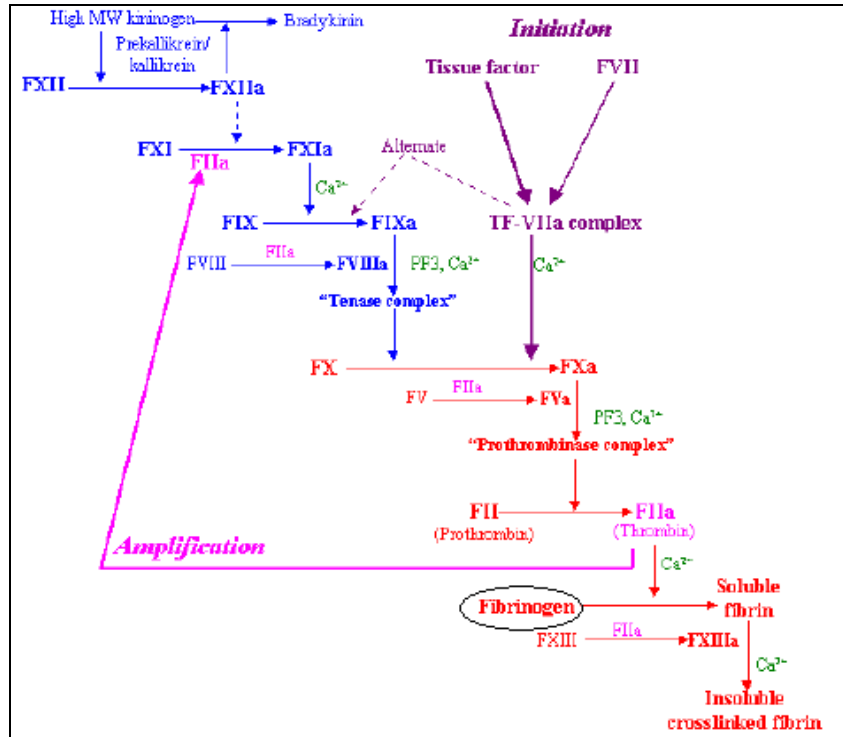 High MW kininogen
Bradykinin
Initiation
Prekallikrein/
kallikrein
Tissue factor
FVII
FXII
FXIIa
FXI
FXIa
FIIa
Alternate
Ca²⁺
FIX
FIXa
TF-VIIa complex
FVIII
FIIa
FVIIIa
PF3, Ca²⁺
Ca²⁺
"Tenase complex"
FX
FXa
FV
FIIa
FVa
PF3, Ca²⁺
"Prothrombinase complex"
FII
FIIa
(Prothrombin)
(Thrombin)
Amplification
Ca²⁺
Fibrinogen
Soluble
fibrin
FXIII
FIIa
FXIIIa
Ca²⁺
Insoluble
crosslinked fibrin